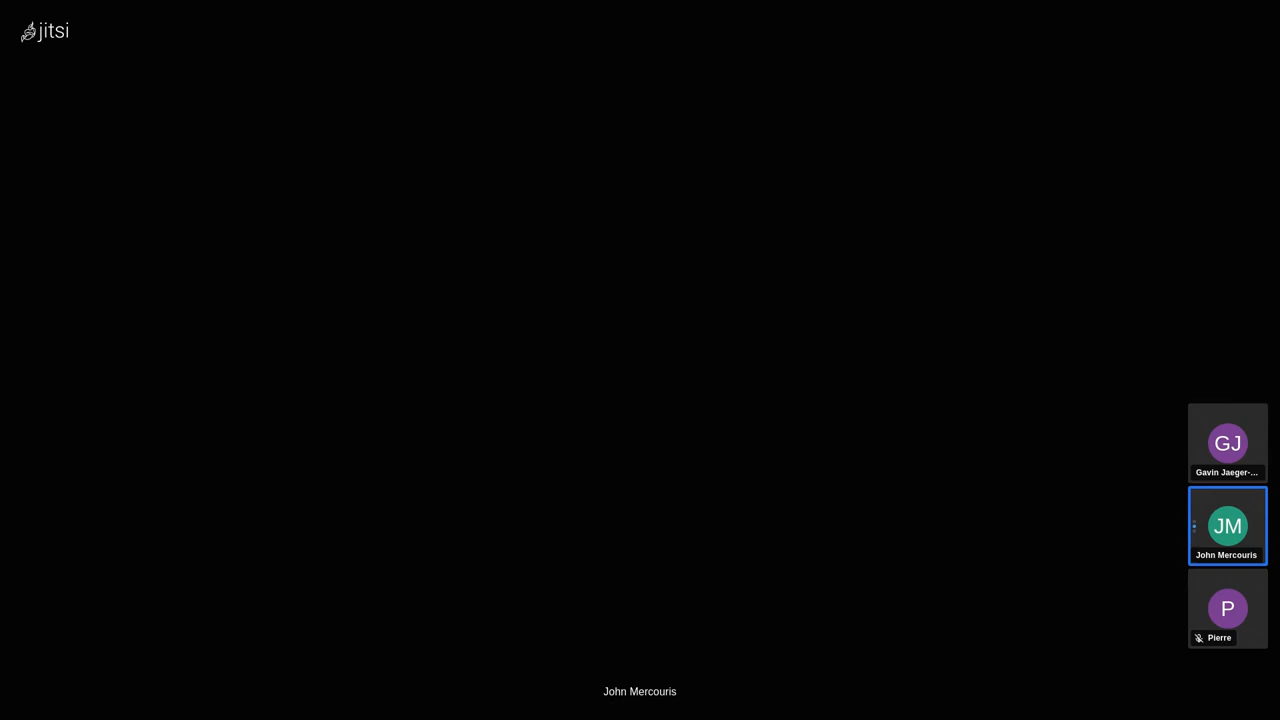 jitsi
GJ
Gavin Jaeger-...
JM
John Mercouris
P
Pierre
John Mercouris